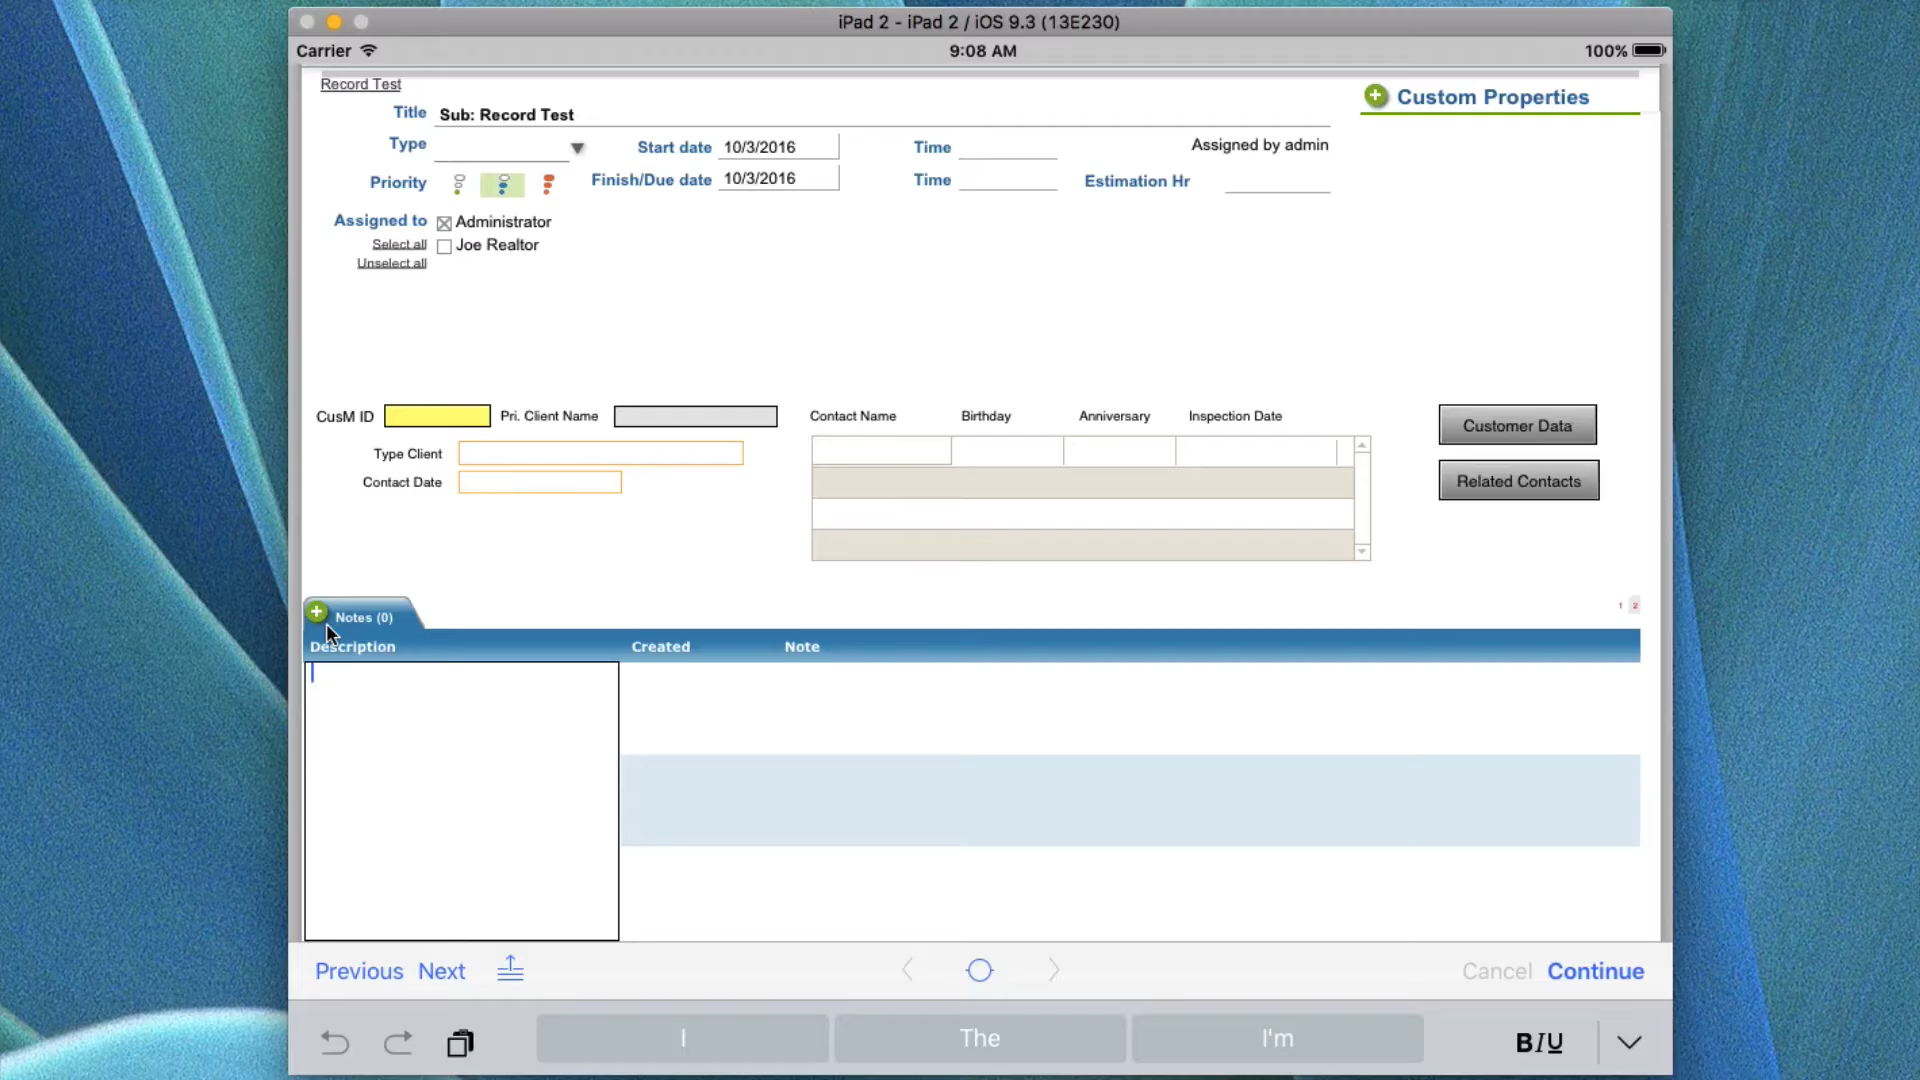 iPad 2 - iPad 2 / iOS 9.3 (13E230)
Carrier 9:08 AM 100%
Record Test
Custom Properties
Title Sub: Record Test
Type Start date 10/3/2016 Time Assigned by admin
Priority Finish/Due date 10/3/2016 Time Estimation Hr
Assigned to Administrator
Select all Joe Realtor
Unselect all
CusM ID Pri. Client Name Contact Name Birthday Anniversary Inspection Date
Customer Data
Type Client
Contact Date
Related Contacts
1 2
Notes (0)
Description Created Note
Previous Next Cancel Continue
I The I'm BIU